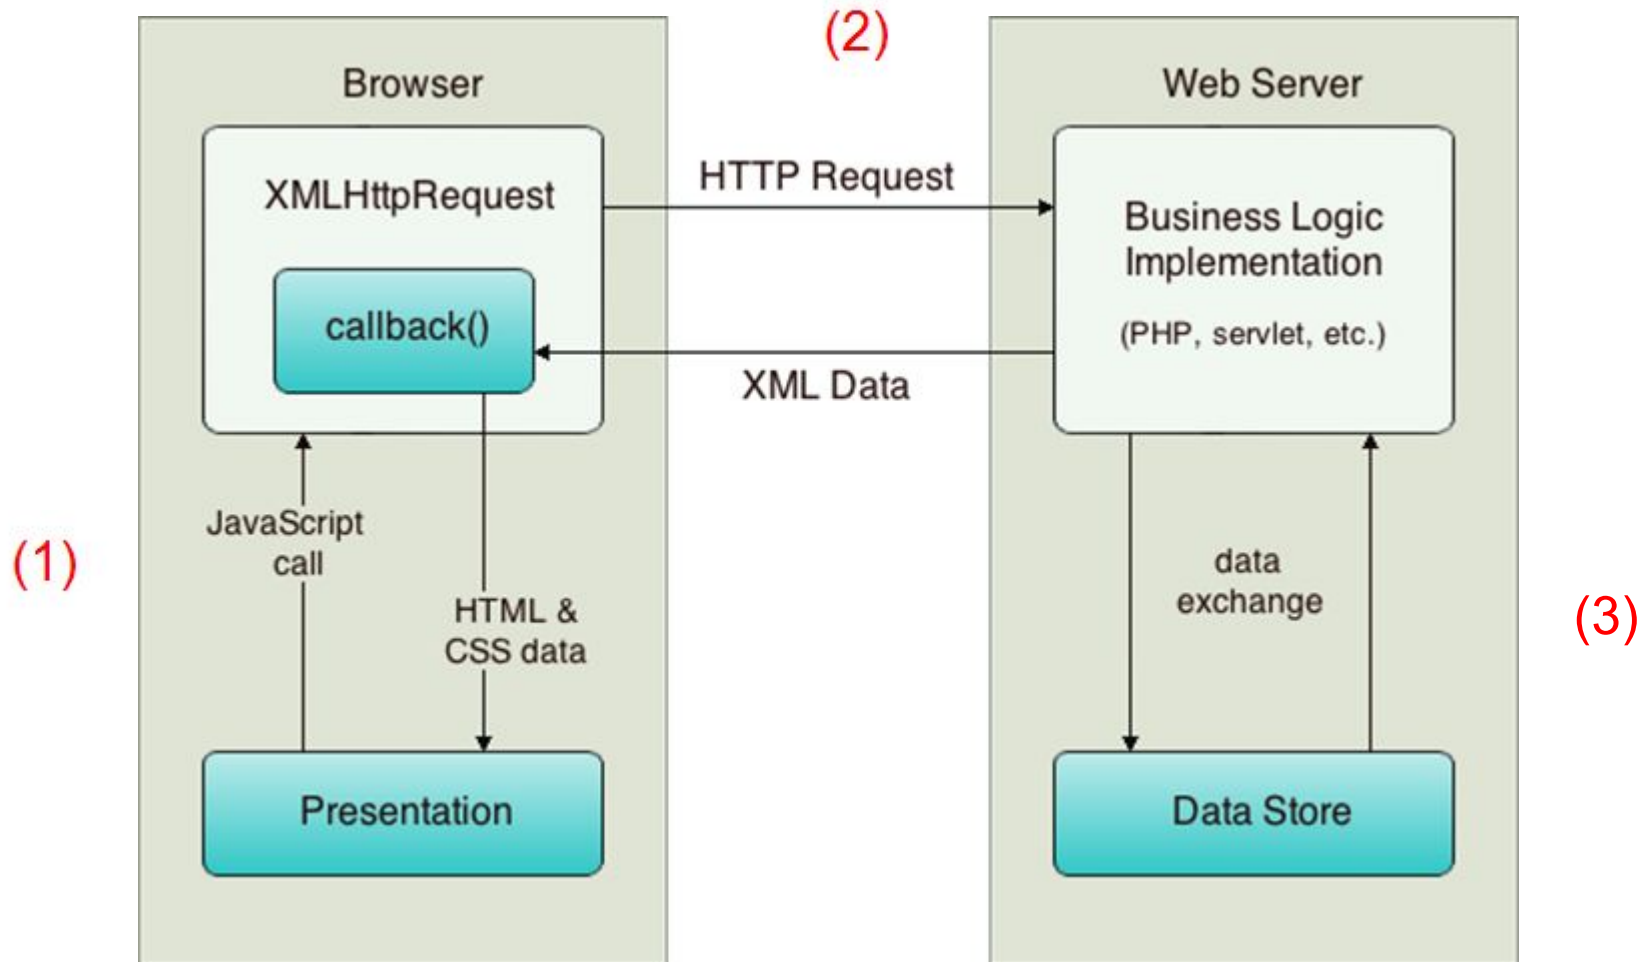 (2)
Browser
Web Server
XMLHttpRequest
HTTP Request
Business Logic
Implementation
(PHP, servlet, etc.)
callback()
XML Data
(1)
JavaScript
call
HTML &
CSS data
data
exchange
(3)
Presentation
Data Store